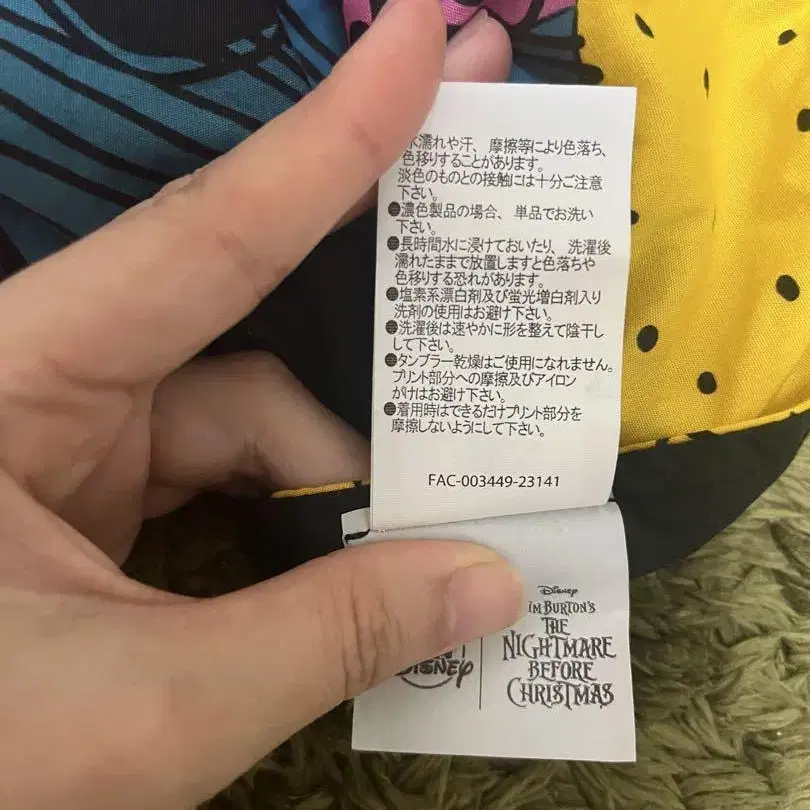 水濡れや汗、摩擦等により色落ち、
色移りすることがあります。
淡色のものとの接触には十分ご注意
下さい。
●濃色製品の場合、単品でお洗い
下さい。
●長時間水に浸けておいたり、洗濯後
濡れたままで放置しますと色落ちや
色移りする恐れがあります。
●塩素系漂白剤及び蛍光増白剤入り
洗剤の使用はお避け下さい。
●洗濯後は速やかに形を整えて陰干し
して下さい。
●タンブラー乾燥はご使用になれません。
プリント部分への摩擦及びアイロン
がけはお避け下さい。
●着用時はできるだけプリント部分を
摩擦しないようにして下さい。
FAC-003449-23141
DISNEY
DISNEY
IM BURTON'S
THE
NIGHTMARE
BEFORE
CHRISTMAS